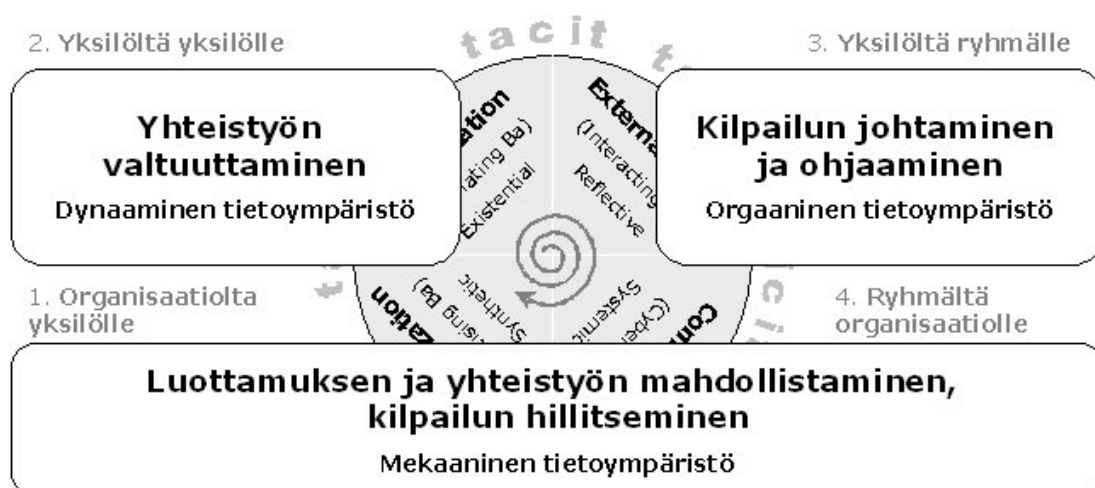 2. Yksilöltä yksilölle
tacit
3. Yksilöltä ryhmälle
Yhteistyön
valtuuttaminen
Dynaaminen tietoympäristö
Existential
(Interacting
Reflective
Kilpailun johtaminen
ja ohjaaminen
Orgaaninen tietoympäristö
1. Organisaatiolta
yksilölle
Synthetic
Systemic
4. Ryhmältä
organisaatiolle
Luottamuksen ja yhteistyön mahdollistaminen,
kilpailun hillitseminen
Mekaaninen tietoympäristö